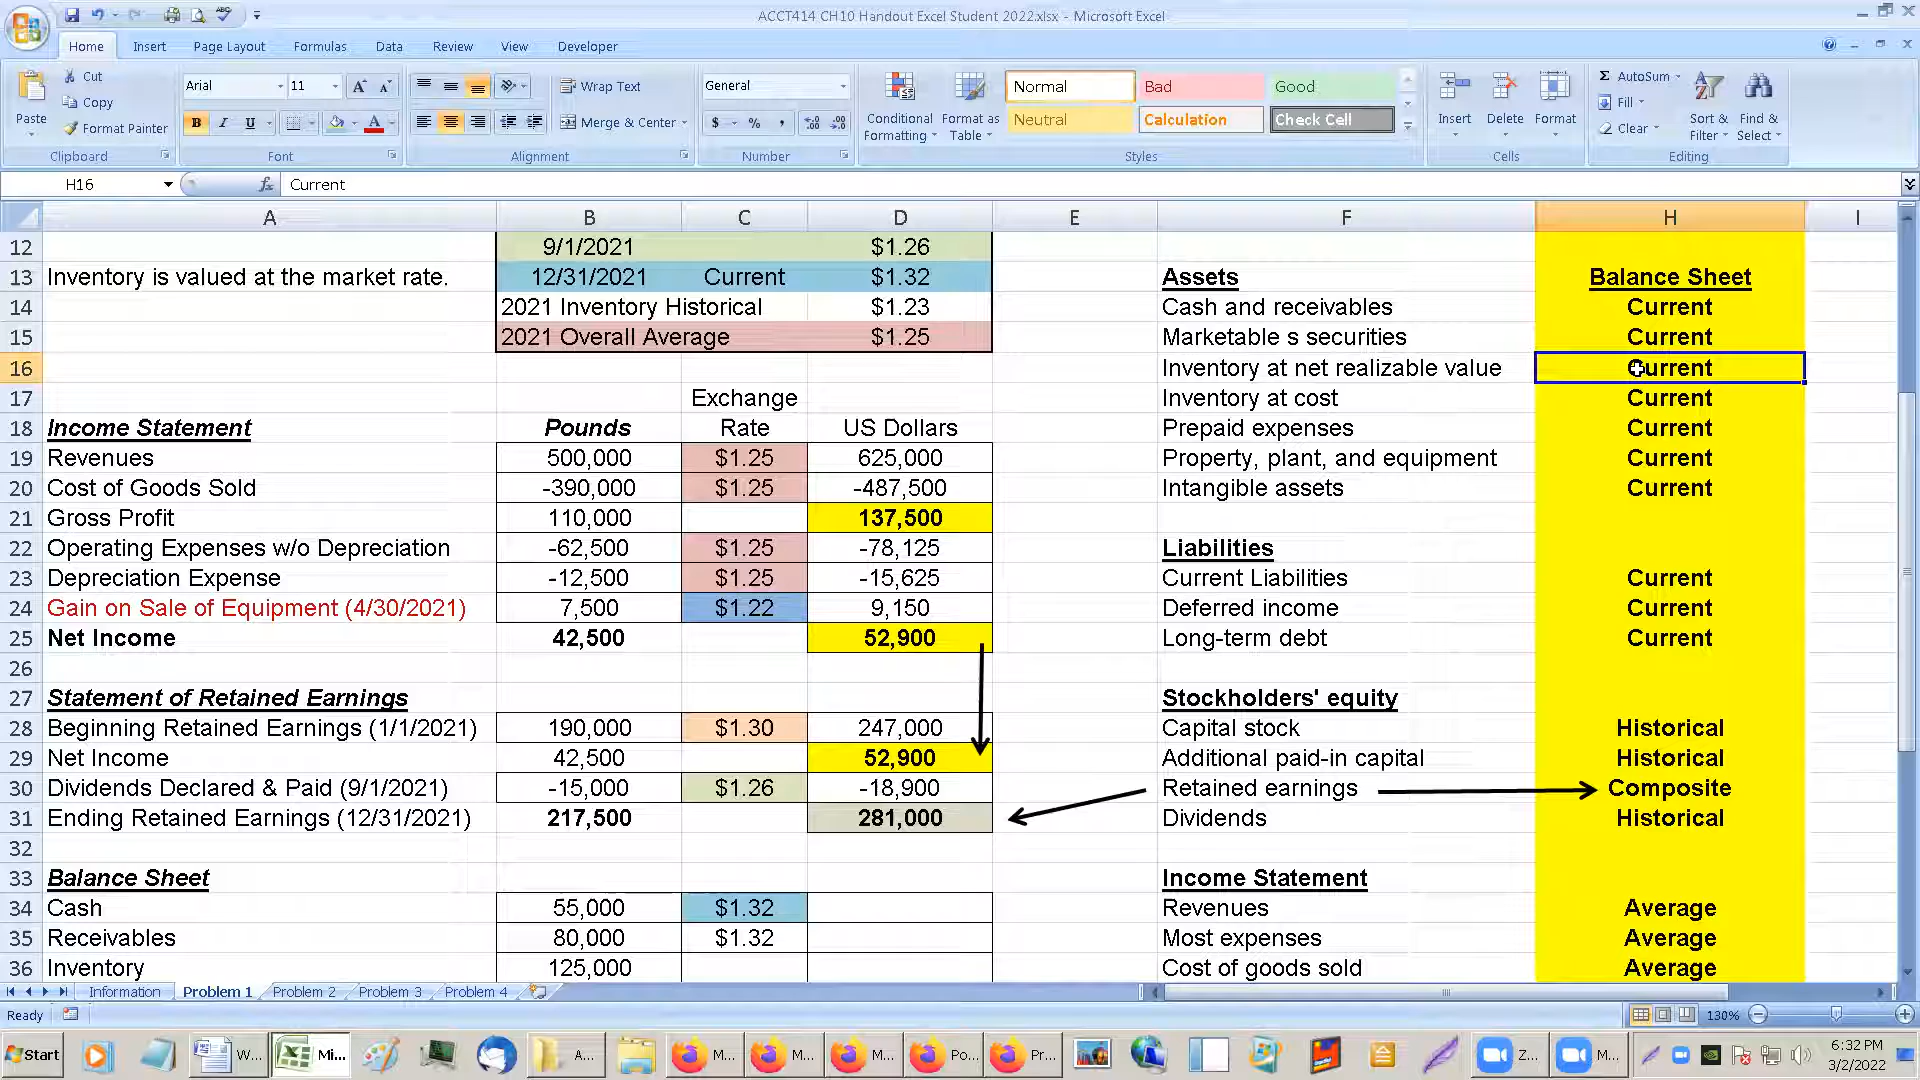 ACCT414 CH10 Handout Excel Student 2022.xlsx - Microsoft Excel
Home Insert Page Layout Formulas Data Review View Developer
Paste Cut Copy Format Painter Clipboard
Arial 11 B I U Font
Wrap Text Merge & Center Alignment
General $ % , Number
Conditional Formatting Format as Table Normal Bad Good Neutral Calculation Check Cell Styles
Insert Delete Format Cells
Σ AutoSum Fill Clear Sort & Filter Find & Select Editing
H16 fx Current
A B C D E F H I
12 9/1/2021 $1.26
13 Inventory is valued at the market rate. 12/31/2021 Current $1.32 Assets Balance Sheet
14 2021 Inventory Historical $1.23 Cash and receivables Current
15 2021 Overall Average $1.25 Marketable s securities Current
16 Inventory at net realizable value Current
17 Exchange Inventory at cost Current
18 Income Statement Pounds Rate US Dollars Prepaid expenses Current
19 Revenues 500,000 $1.25 625,000 Property, plant, and equipment Current
20 Cost of Goods Sold -390,000 $1.25 -487,500 Intangible assets Current
21 Gross Profit 110,000 137,500
22 Operating Expenses w/o Depreciation -62,500 $1.25 -78,125 Liabilities
23 Depreciation Expense -12,500 $1.25 -15,625 Current Liabilities Current
24 Gain on Sale of Equipment (4/30/2021) 7,500 $1.22 9,150 Deferred income Current
25 Net Income 42,500 52,900 Long-term debt Current
26
27 Statement of Retained Earnings Stockholders' equity
28 Beginning Retained Earnings (1/1/2021) 190,000 $1.30 247,000 Capital stock Historical
29 Net Income 42,500 52,900 Additional paid-in capital Historical
30 Dividends Declared & Paid (9/1/2021) -15,000 $1.26 -18,900 Retained earnings Composite
31 Ending Retained Earnings (12/31/2021) 217,500 281,000 Dividends Historical
32
33 Balance Sheet Income Statement
34 Cash 55,000 $1.32 Revenues Average
35 Receivables 80,000 $1.32 Most expenses Average
36 Inventory 125,000 Cost of goods sold Average
Information Problem 1 Problem 2 Problem 3 Problem 4
Ready 130%
Start W... Mi... A... M... M... M... Po... Pr... Z... M... 6:32 PM
3/2/2022